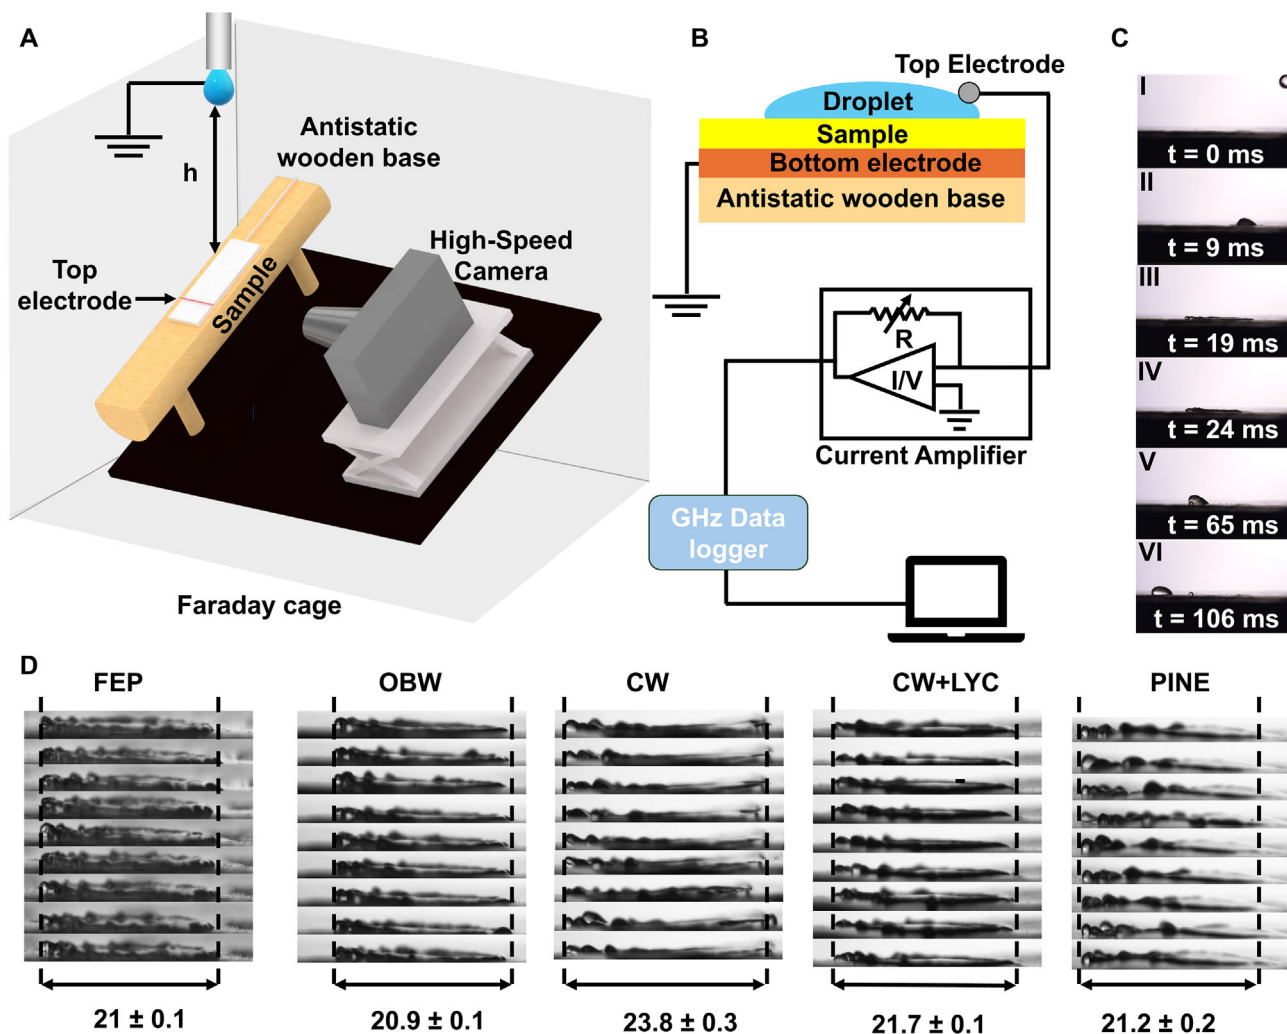 A
h
Antistatic
wooden base
High-Speed
Camera
Top
electrode
Sample
Faraday cage
B
Top Electrode
Droplet
Sample
Bottom electrode
Antistatic wooden base
R
I/V
Current Amplifier
GHz Data
logger
C
I
t = 0 ms
II
t = 9 ms
III
t = 19 ms
IV
t = 24 ms
V
t = 65 ms
VI
t = 106 ms
D
FEP
OBW
CW
CW+LYC
PINE
21 ± 0.1
20.9 ± 0.1
23.8 ± 0.3
21.7 ± 0.1
21.2 ± 0.2